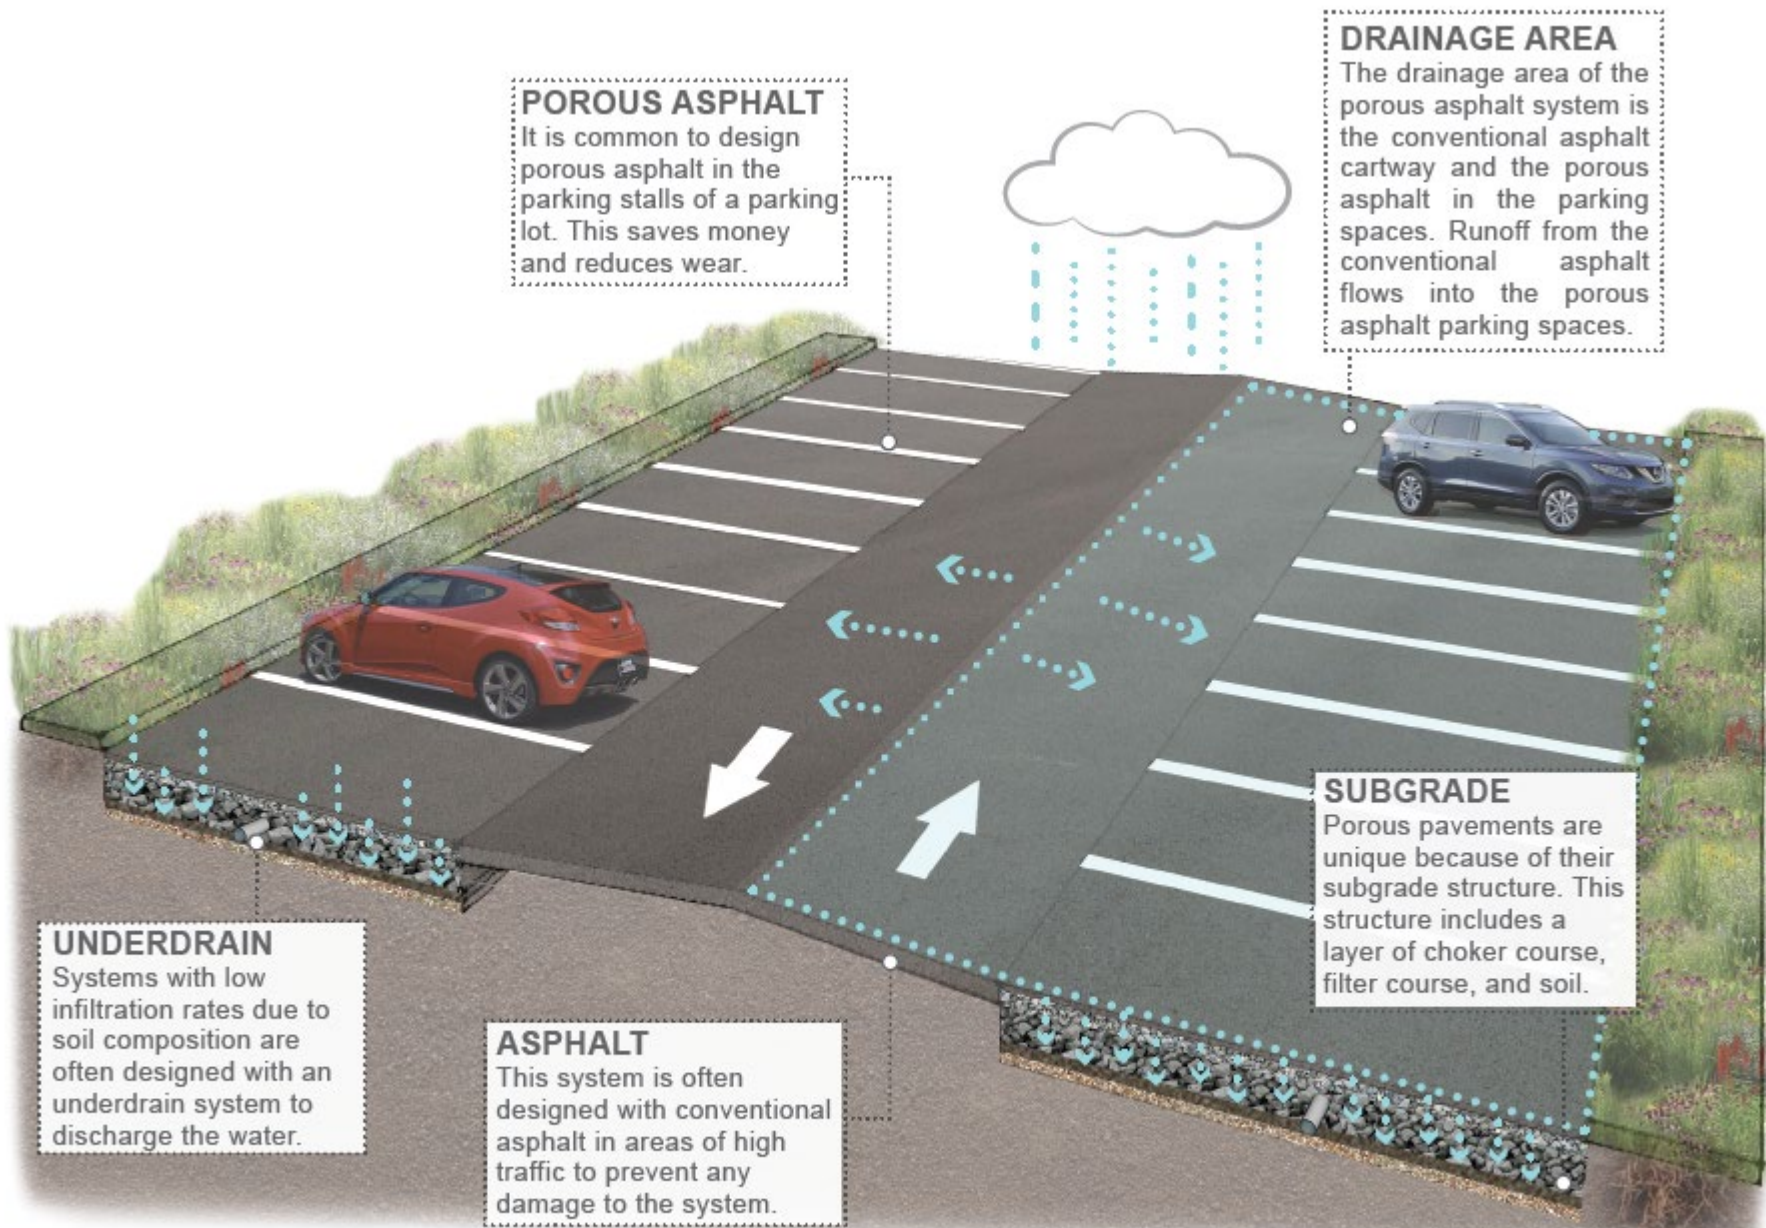 DRAINAGE AREA
The drainage area of the
porous asphalt system is
the conventional asphalt
cartway and the porous
asphalt in the parking
spaces. Runoff from the
conventional asphalt
flows into the porous
asphalt parking spaces.
POROUS ASPHALT
It is common to design
porous asphalt in the
parking stalls of a parking
lot. This saves money
and reduces wear.
SUBGRADE
Porous pavements are
unique because of their
subgrade structure. This
structure includes a
layer of choker course,
filter course, and soil.
UNDERDRAIN
Systems with low
infiltration rates due to
soil composition are
often designed with an
underdrain system to
discharge the water.
ASPHALT
This system is often
designed with conventional
asphalt in areas of high
traffic to prevent any
damage to the system.